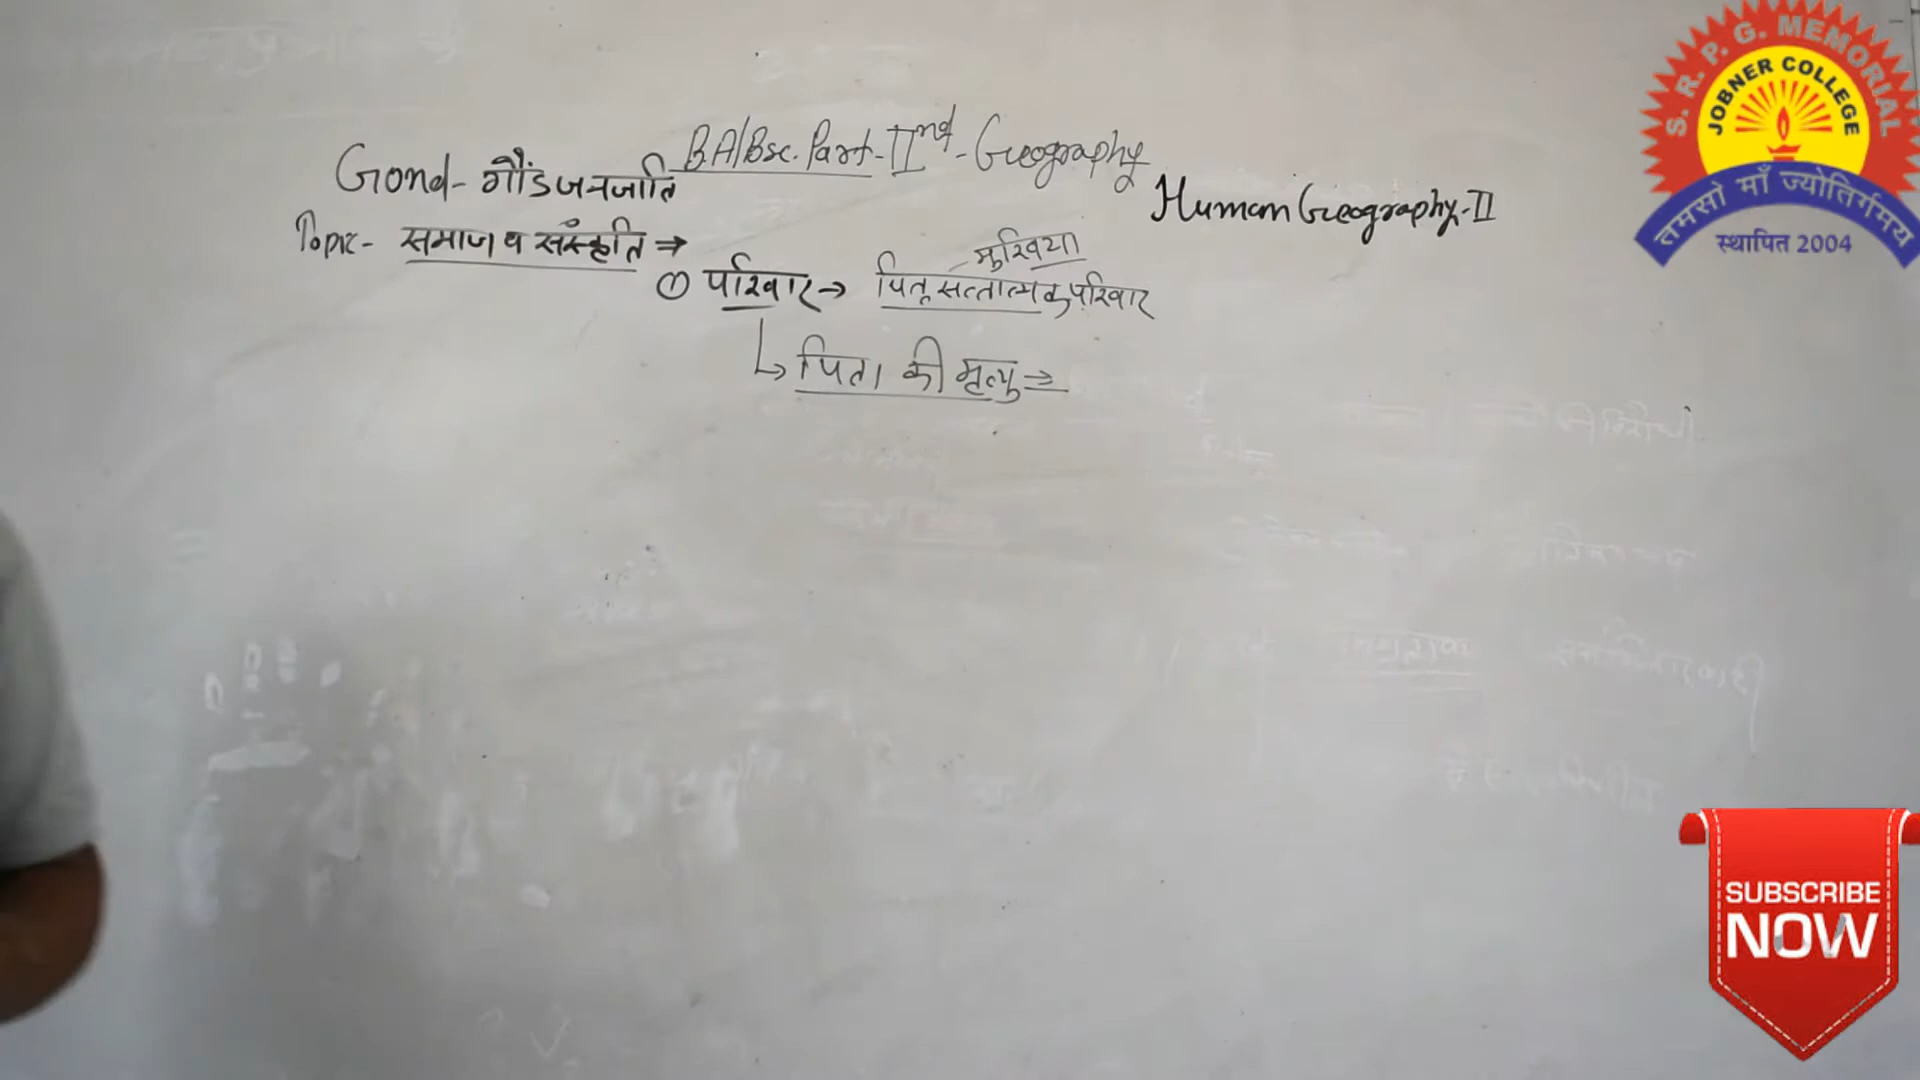 B.A/Bsc. Part-IInd-Geography
Gond- गौंड जनजाति
Human Geography-II
Topic- समाज व संस्कृति ⇒
मुखिया
① परिवार → पितृसत्तात्मक परिवार
↳ पिता की मृत्यु ⇒
S. R. P. G. MEMORIAL
JOBNER COLLEGE
तमसो माँ ज्योतिर्गमय
स्थापित 2004
SUBSCRIBE
NOW